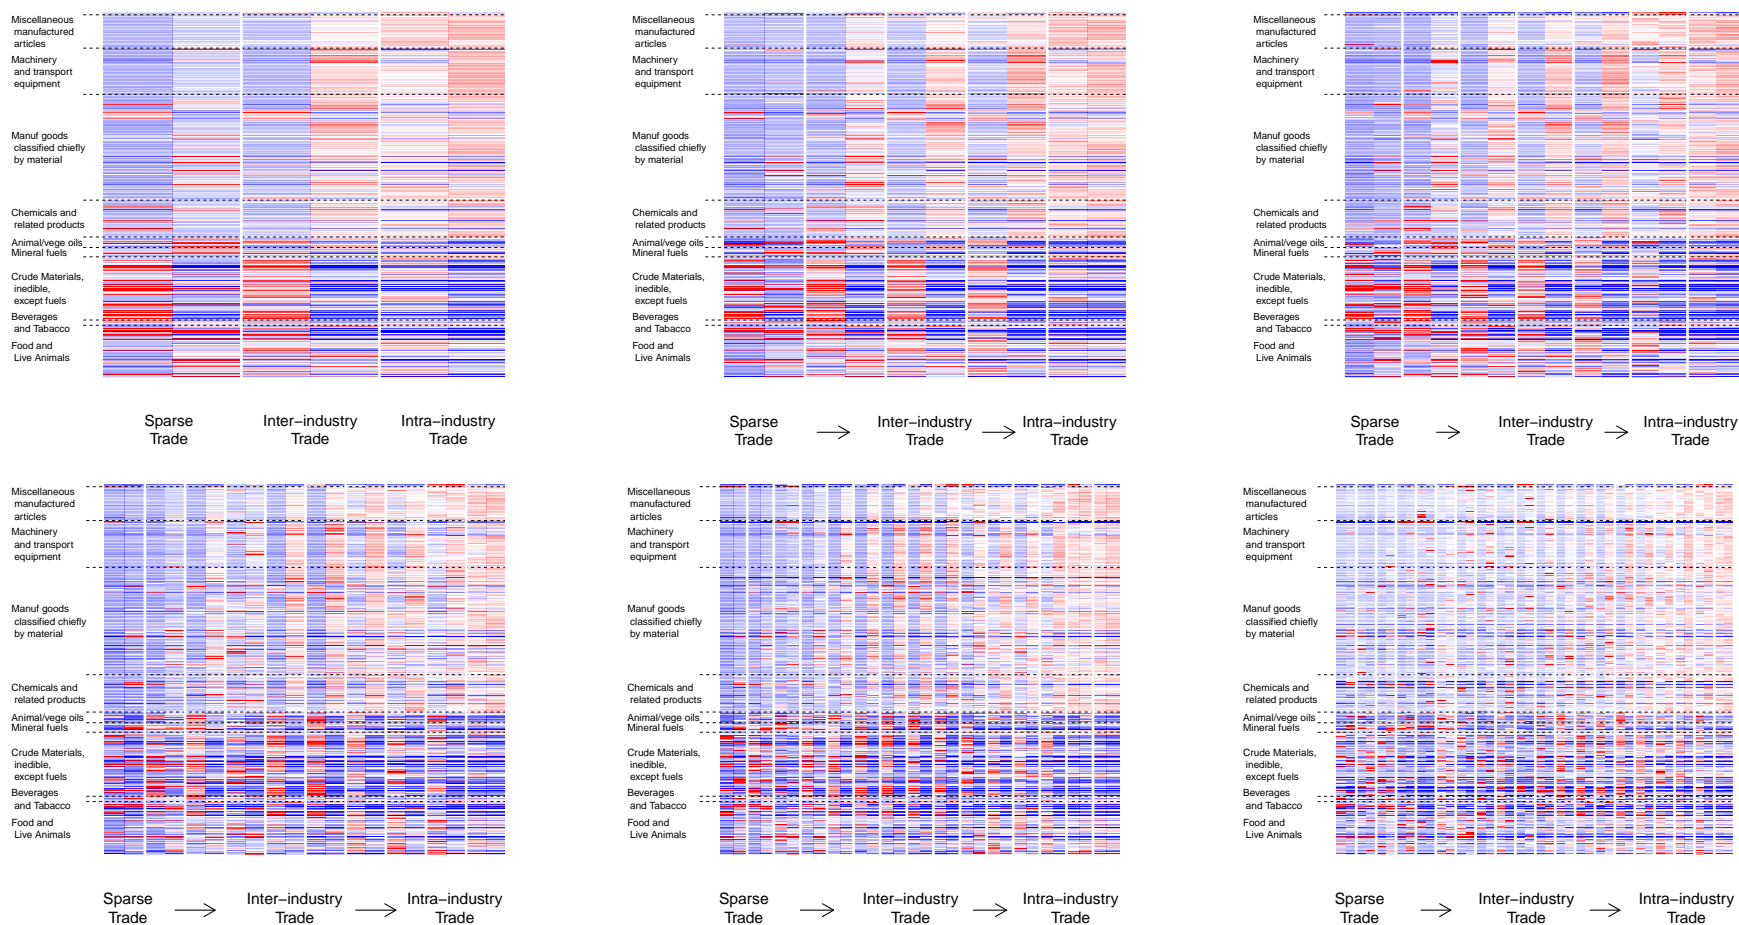 Miscellaneous
manufactured
articles
Machinery
and transport
equipment
Manuf goods
classified chiefly
by material
Chemicals and
related products
Animal/vege oils
Mineral fuels
Crude Materials,
inedible,
except fuels
Beverages
and Tabacco
Food and
Live Animals
Sparse
Trade
Inter−industry
Trade
Intra−industry
Trade
Miscellaneous
manufactured
articles
Machinery
and transport
equipment
Manuf goods
classified chiefly
by material
Chemicals and
related products
Animal/vege oils
Mineral fuels
Crude Materials,
inedible,
except fuels
Beverages
and Tabacco
Food and
Live Animals
Sparse
Trade
Inter−industry
Trade
Intra−industry
Trade
Miscellaneous
manufactured
articles
Machinery
and transport
equipment
Manuf goods
classified chiefly
by material
Chemicals and
related products
Animal/vege oils
Mineral fuels
Crude Materials,
inedible,
except fuels
Beverages
and Tabacco
Food and
Live Animals
Sparse
Trade
Inter−industry
Trade
Intra−industry
Trade
Miscellaneous
manufactured
articles
Machinery
and transport
equipment
Manuf goods
classified chiefly
by material
Chemicals and
related products
Animal/vege oils
Mineral fuels
Crude Materials,
inedible,
except fuels
Beverages
and Tabacco
Food and
Live Animals
Sparse
Trade
Inter−industry
Trade
Intra−industry
Trade
Miscellaneous
manufactured
articles
Machinery
and transport
equipment
Manuf goods
classified chiefly
by material
Chemicals and
related products
Animal/vege oils
Mineral fuels
Crude Materials,
inedible,
except fuels
Beverages
and Tabacco
Food and
Live Animals
Sparse
Trade
Inter−industry
Trade
Intra−industry
Trade
Miscellaneous
manufactured
articles
Machinery
and transport
equipment
Manuf goods
classified chiefly
by material
Chemicals and
related products
Animal/vege oils
Mineral fuels
Crude Materials,
inedible,
except fuels
Beverages
and Tabacco
Food and
Live Animals
Sparse
Trade
Inter−industry
Trade
Intra−industry
Trade